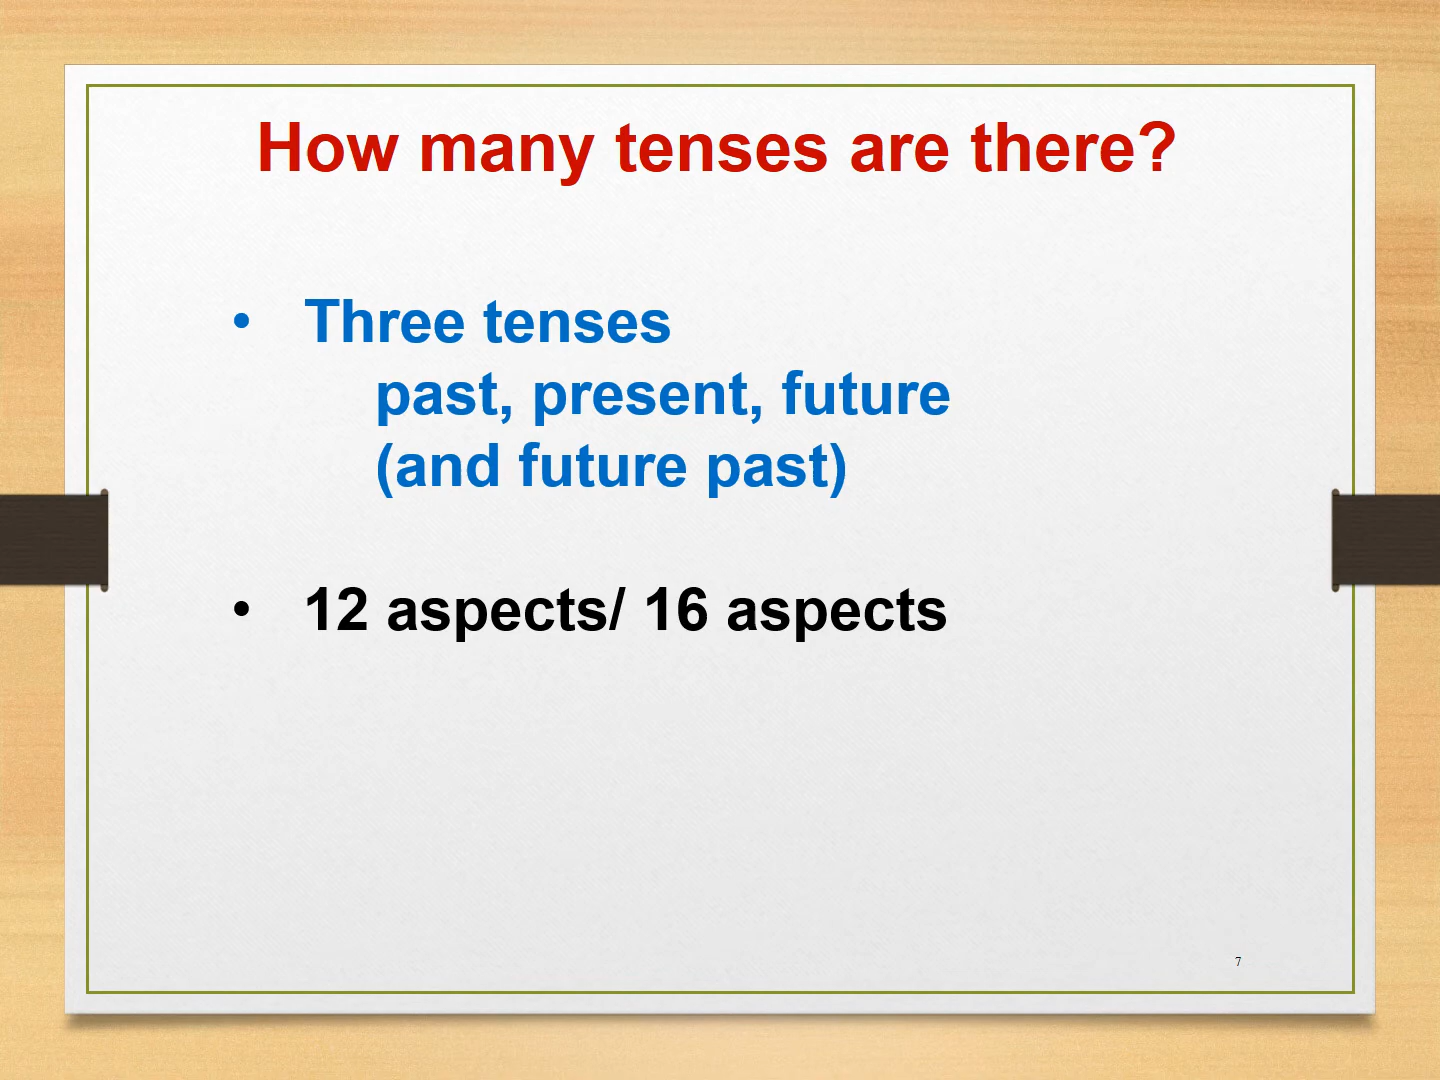 How many tenses are there?
• Three tenses
past, present, future
(and future past)
• 12 aspects/ 16 aspects
7